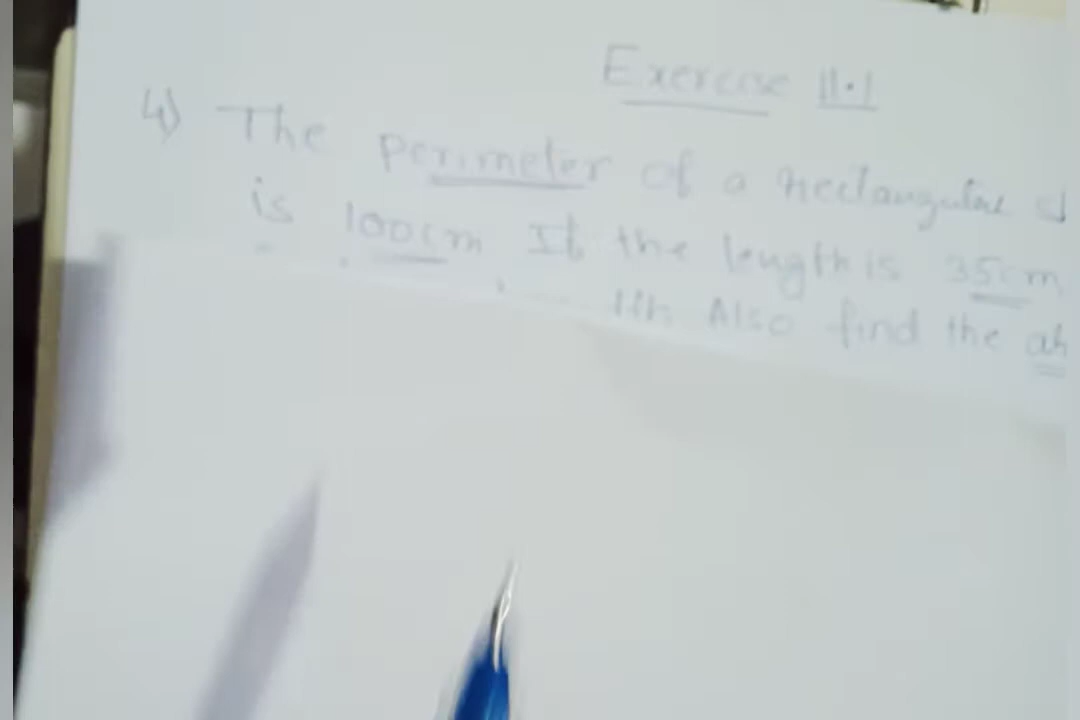 Exercise 11.1
4) The perimeter of a rectangular
is 100cm If the length is 35cm
Also find the